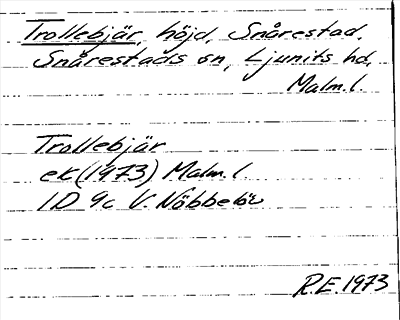 Trollebjär, höjd, Snårestad,
Snårestads sn, Ljunits hd,
Malm.l.
Trollebjär
ek (1973) Malm.l
1D 9c V. Nöbbelöv
R.E. 1973